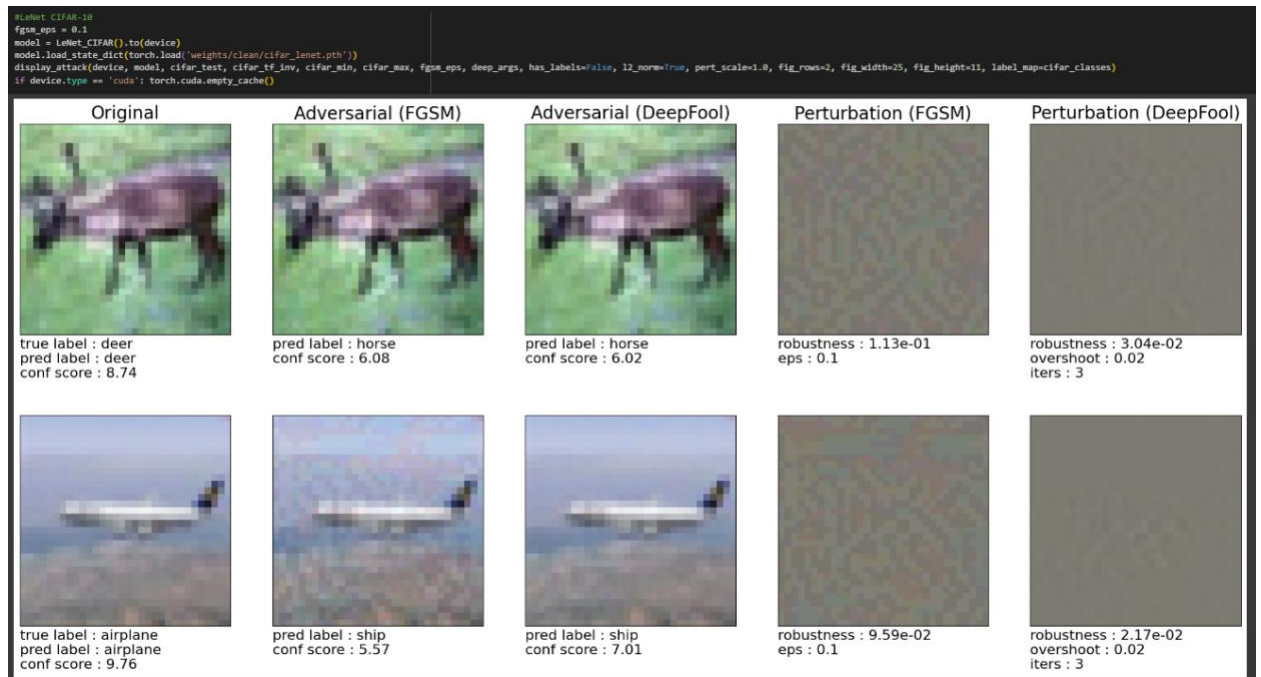 #LeNet CIFAR-10
fgsm_eps = 0.1
model = LeNet_CIFAR().to(device)
model.load_state_dict(torch.load('weights/clean/cifar_lenet.pth'))
display_attack(device, model, cifar_test, cifar_tf_inv, cifar_min, cifar_max, fgsm_eps, deep_args, has_labels=False, l2_norm=True, pert_scale=1.0, fig_rows=2, fig_width=25, fig_height=11, label_map=cifar_classes)
if device.type == 'cuda': torch.cuda.empty_cache()
Original Adversarial (FGSM) Adversarial (DeepFool) Perturbation (FGSM) Perturbation (DeepFool)
true label : deer pred label : horse pred label : horse robustness : 1.13e-01 robustness : 3.04e-02
pred label : deer conf score : 6.08 conf score : 6.02 eps : 0.1 overshoot : 0.02
conf score : 8.74 iters : 3
true label : airplane pred label : ship pred label : ship robustness : 9.59e-02 robustness : 2.17e-02
pred label : airplane conf score : 5.57 conf score : 7.01 eps : 0.1 overshoot : 0.02
conf score : 9.76 iters : 3